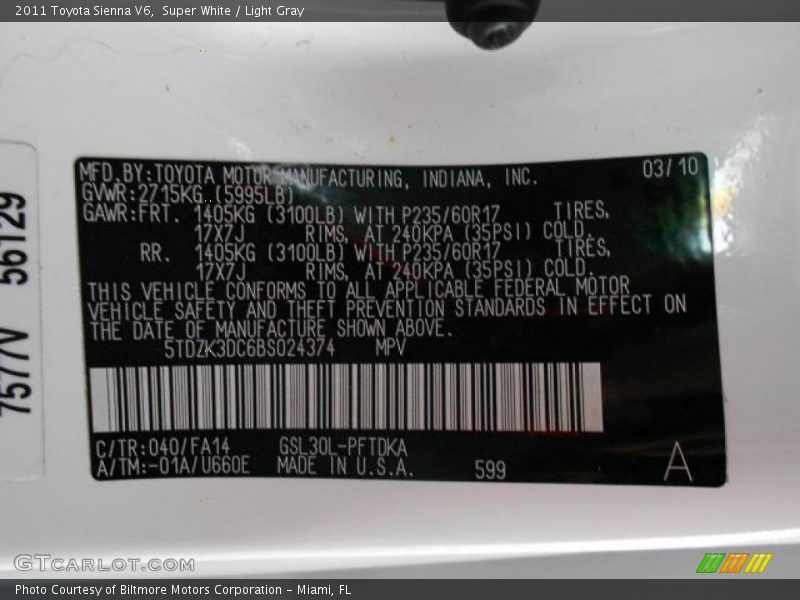 2011 Toyota Sienna V6,  Super White / Light Gray
MFD.BY:TOYOTA MOTOR MANUFACTURING, INDIANA, INC. 03/10
GVWR:2715KG (5995LB)
GAWR:FRT. 1405KG (3100LB) WITH P235/60R17 TIRES,
17X7J RIMS, AT 240KPA (35PSI) COLD.
RR. 1405KG (3100LB) WITH P235/60R17 TIRES,
17X7J RIMS, AT 240KPA (35PSI) COLD.
THIS VEHICLE CONFORMS TO ALL APPLICABLE FEDERAL MOTOR
VEHICLE SAFETY AND THEFT PREVENTION STANDARDS IN EFFECT ON
THE DATE OF MANUFACTURE SHOWN ABOVE.
5TDZK3DC6BS024374 MPV
C/TR:040/FA14 GSL30L-PFTDKA
A/TM:-01A/U660E MADE IN U.S.A. 599 A
7577V 56129
GTCARLOT.COM
Photo Courtesy of Biltmore Motors Corporation - Miami, FL